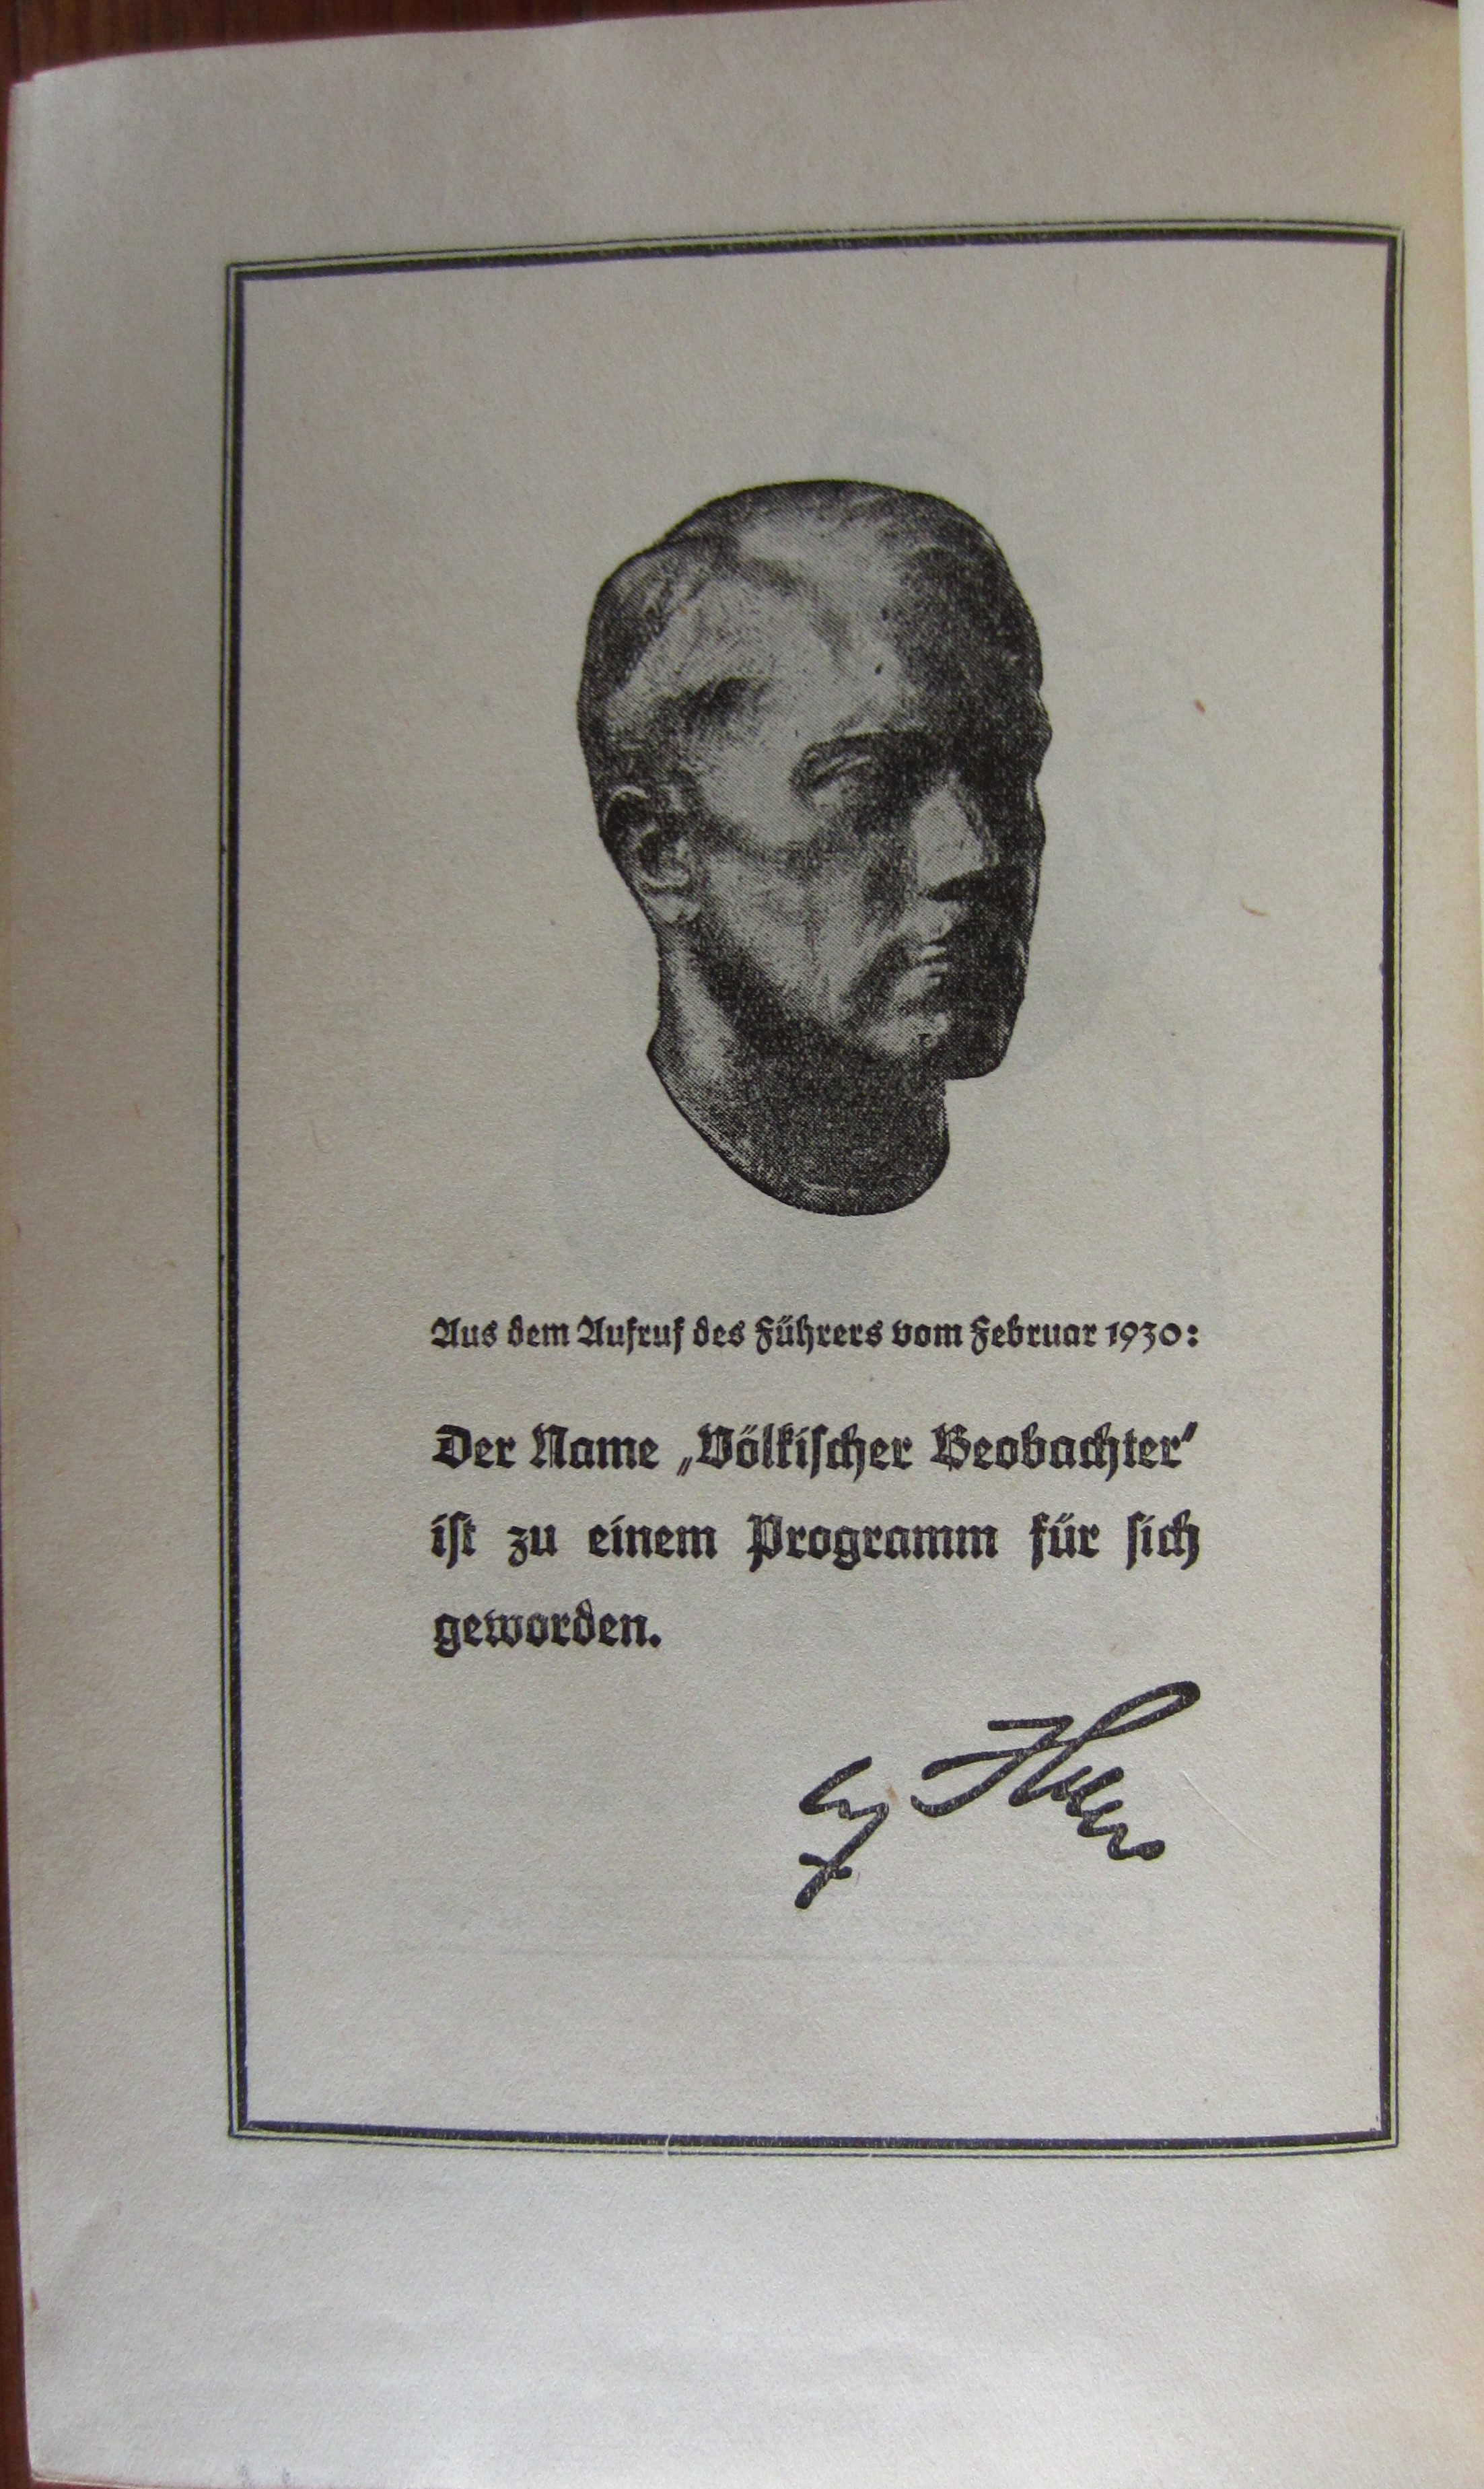 Aus dem Aufruf des Führers vom Februar 1930:
Der Name „Völkischer Beobachter“
ist zu einem Programm für sich
geworden.